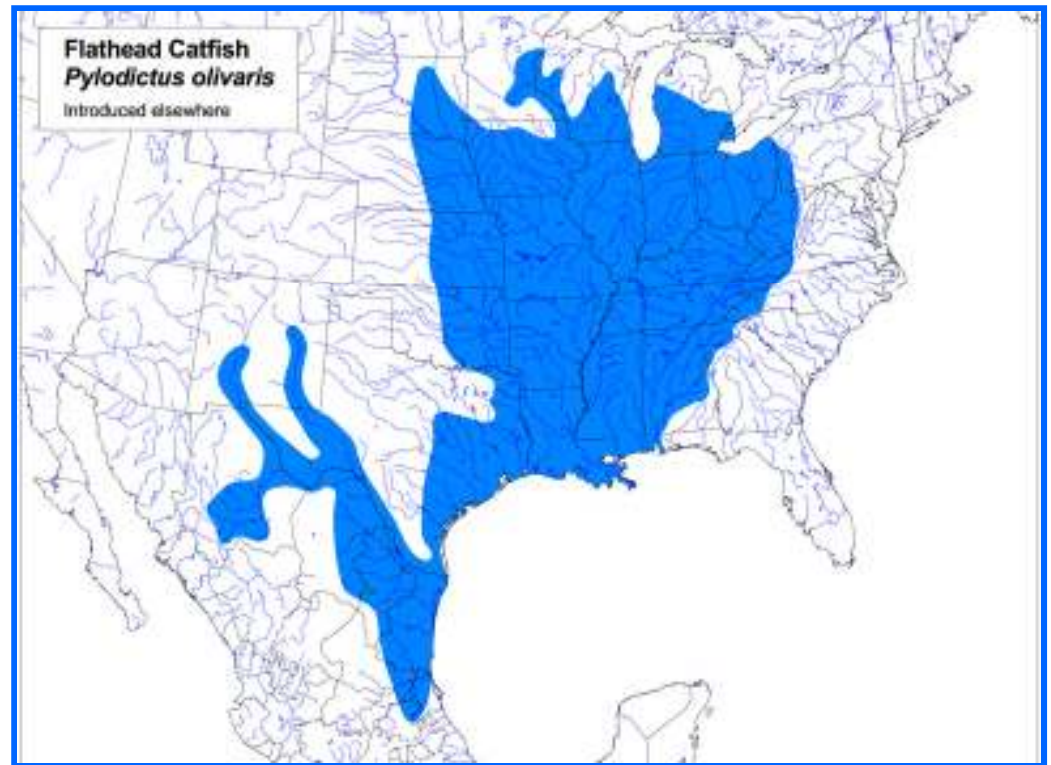 Flathead Catfish
Pylodictus olivaris
Introduced elsewhere